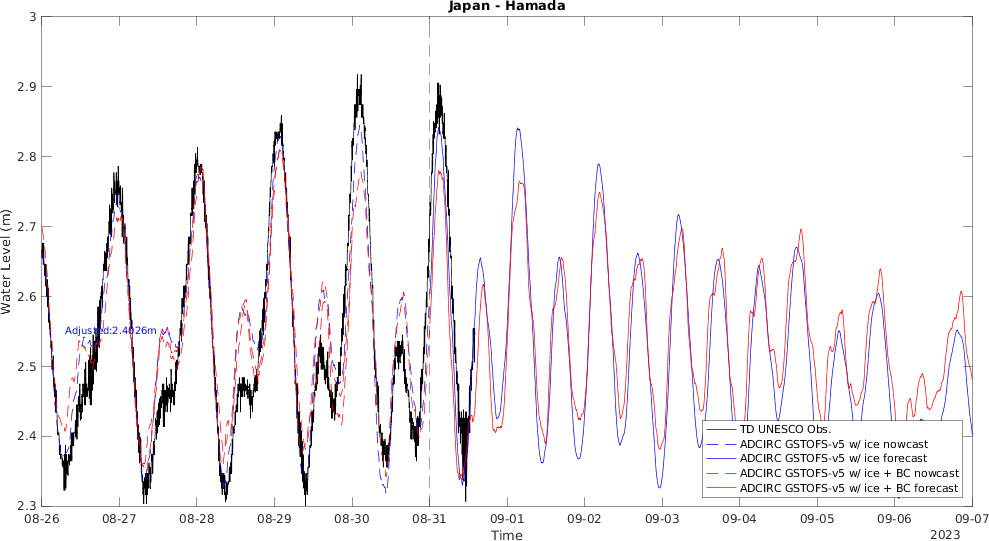 Japan - Hamada
3
2.9
2.8
2.7
2.6
2.5
2.4
2.3
Water Level (m)
Adjusted:2.4026m
TD UNESCO Obs.
ADCIRC GSTOFS-v5 w/ ice nowcast
ADCIRC GSTOFS-v5 w/ ice forecast
ADCIRC GSTOFS-v5 w/ ice + BC nowcast
ADCIRC GSTOFS-v5 w/ ice + BC forecast
08-26 08-27 08-28 08-29 08-30 08-31 09-01 09-02 09-03 09-04 09-05 09-06 09-07
Time
2023